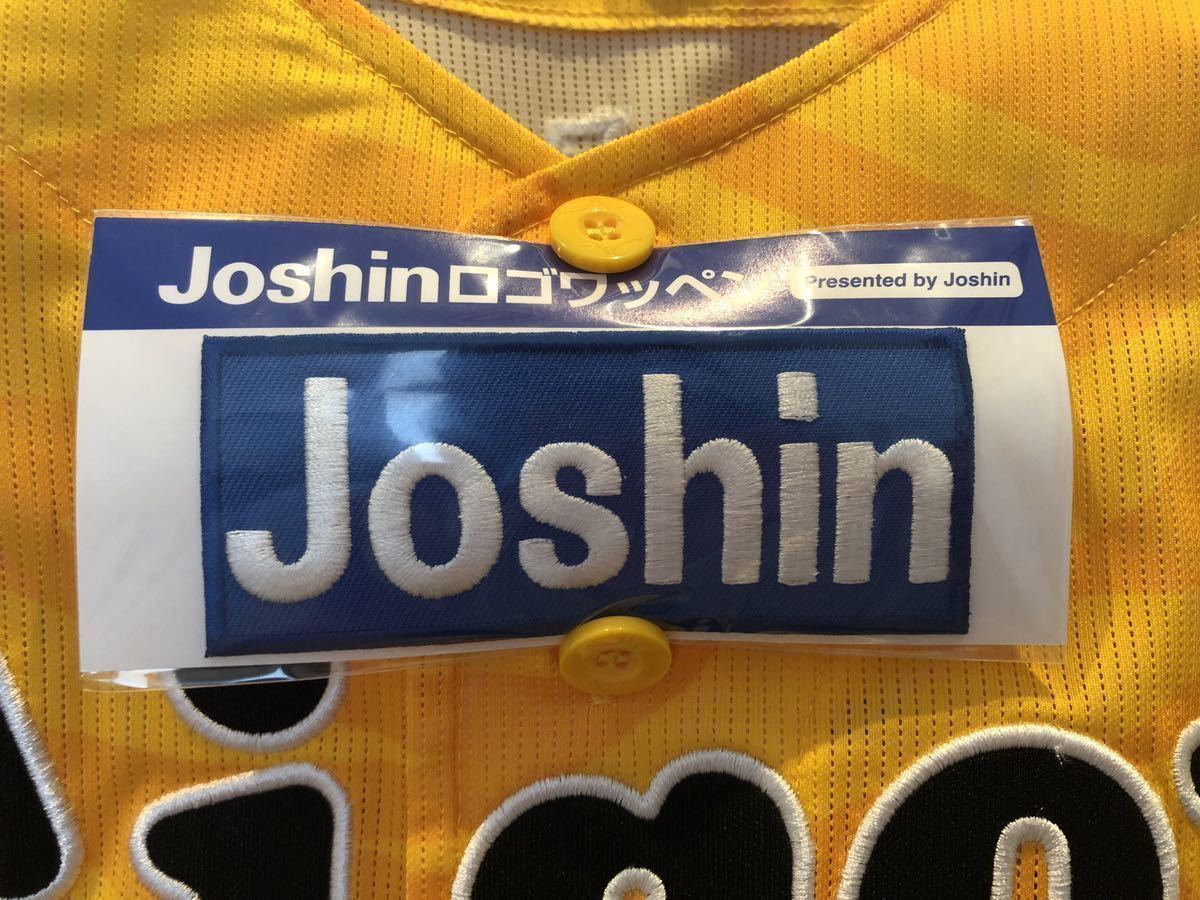 Joshinロゴワッペン
Presented by Joshin
Joshin